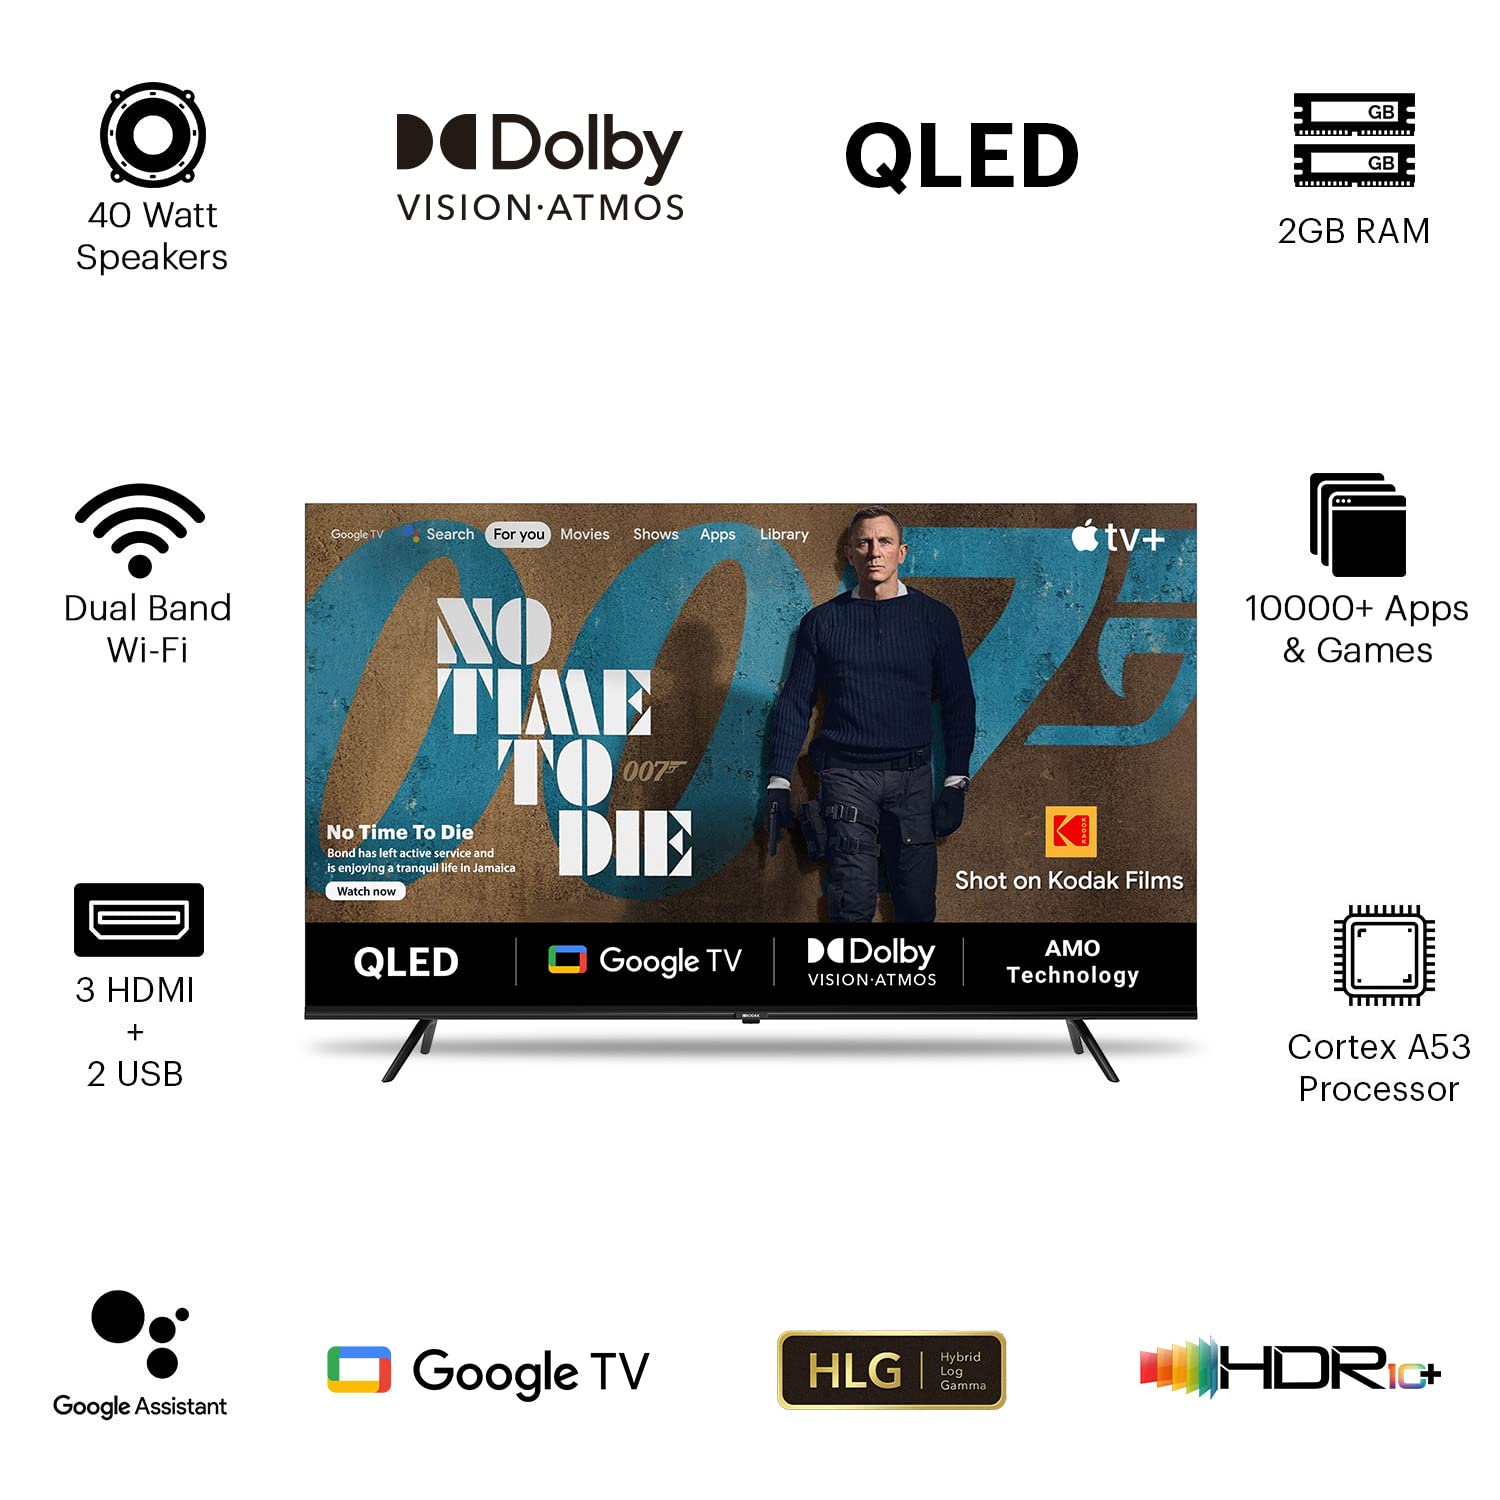 40 Watt
Speakers
Dolby
VISION·ATMOS
QLED
GB
GB
2GB RAM
Dual Band
Wi-Fi
Google TV Search For you Movies Shows Apps Library
tv+
007
NO
TIME
TO
DIE
007
No Time To Die
Bond has left active service and
is enjoying a tranquil life in Jamaica
Watch now
KODAK
Shot on Kodak Films
QLED
Google TV
Dolby
VISION·ATMOS
AMO
Technology
KODAK
10000+ Apps
& Games
3 HDMI
+
2 USB
Cortex A53
Processor
Google Assistant
Google TV
HLG
Hybrid
Log
Gamma
HDR10+